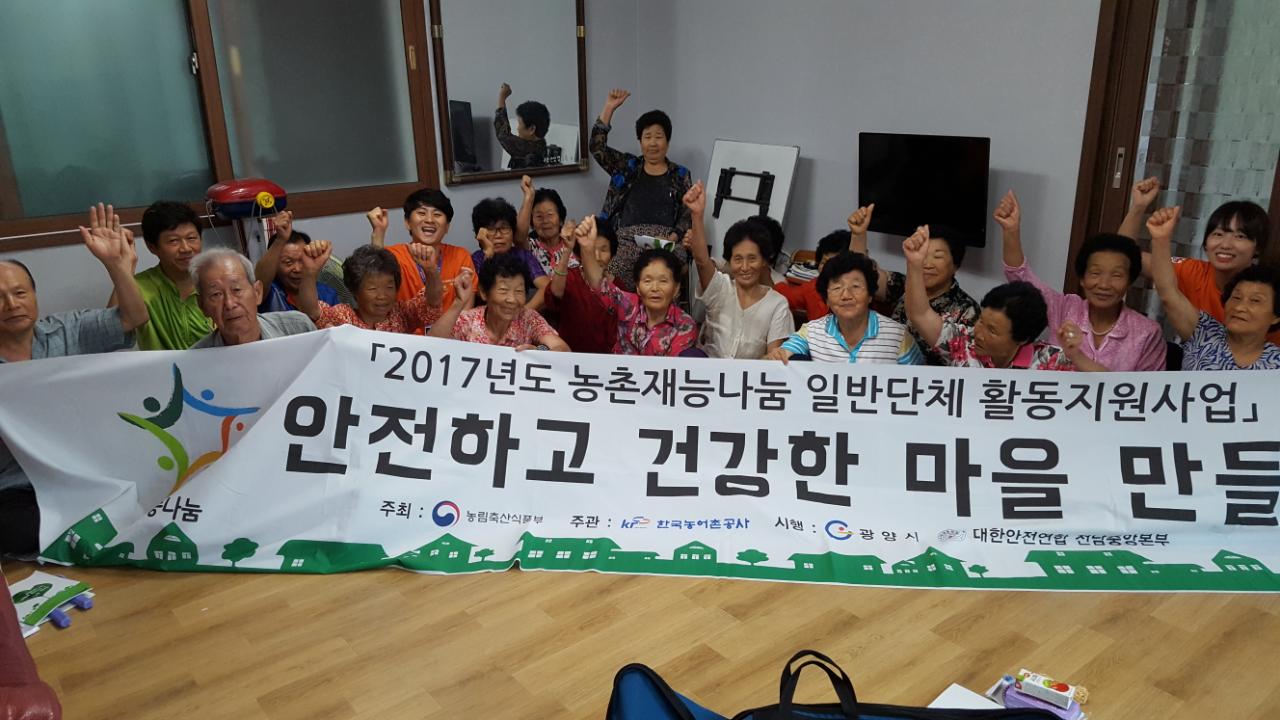 「2017년도 농촌재능나눔 일반단체 활동지원사업」
안전하고 건강한 마을 만들
나눔
주최 : 농림축산식품부 주관 : 한국농어촌공사 시행 : 광양시 대한안전연합 전남중앙본부